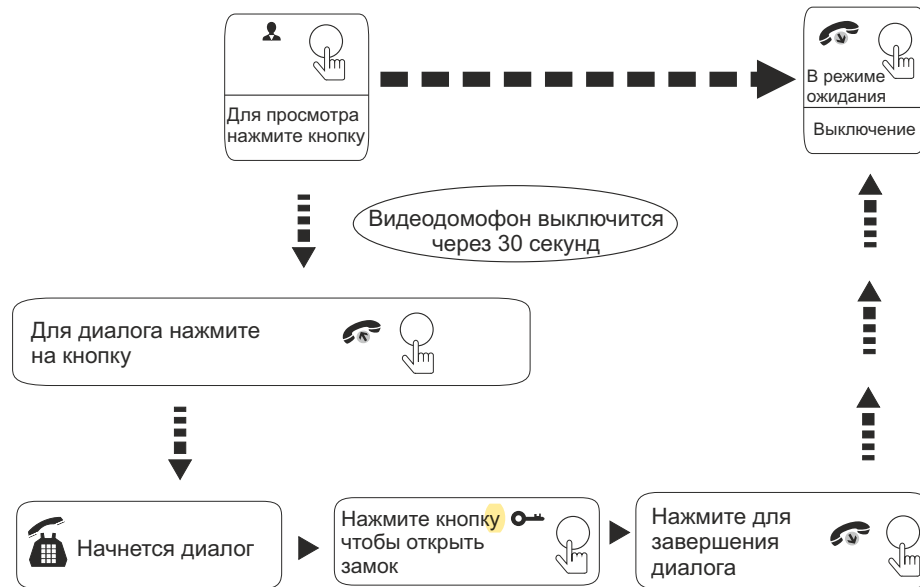 Для просмотра
нажмите кнопку
В режиме
ожидания
Выключение
Видеодомофон выключится
через 30 секунд
Для диалога нажмите
на кнопку
Начнется диалог
Нажмите кнопку
чтобы открыть
замок
Нажмите для
завершения
диалога